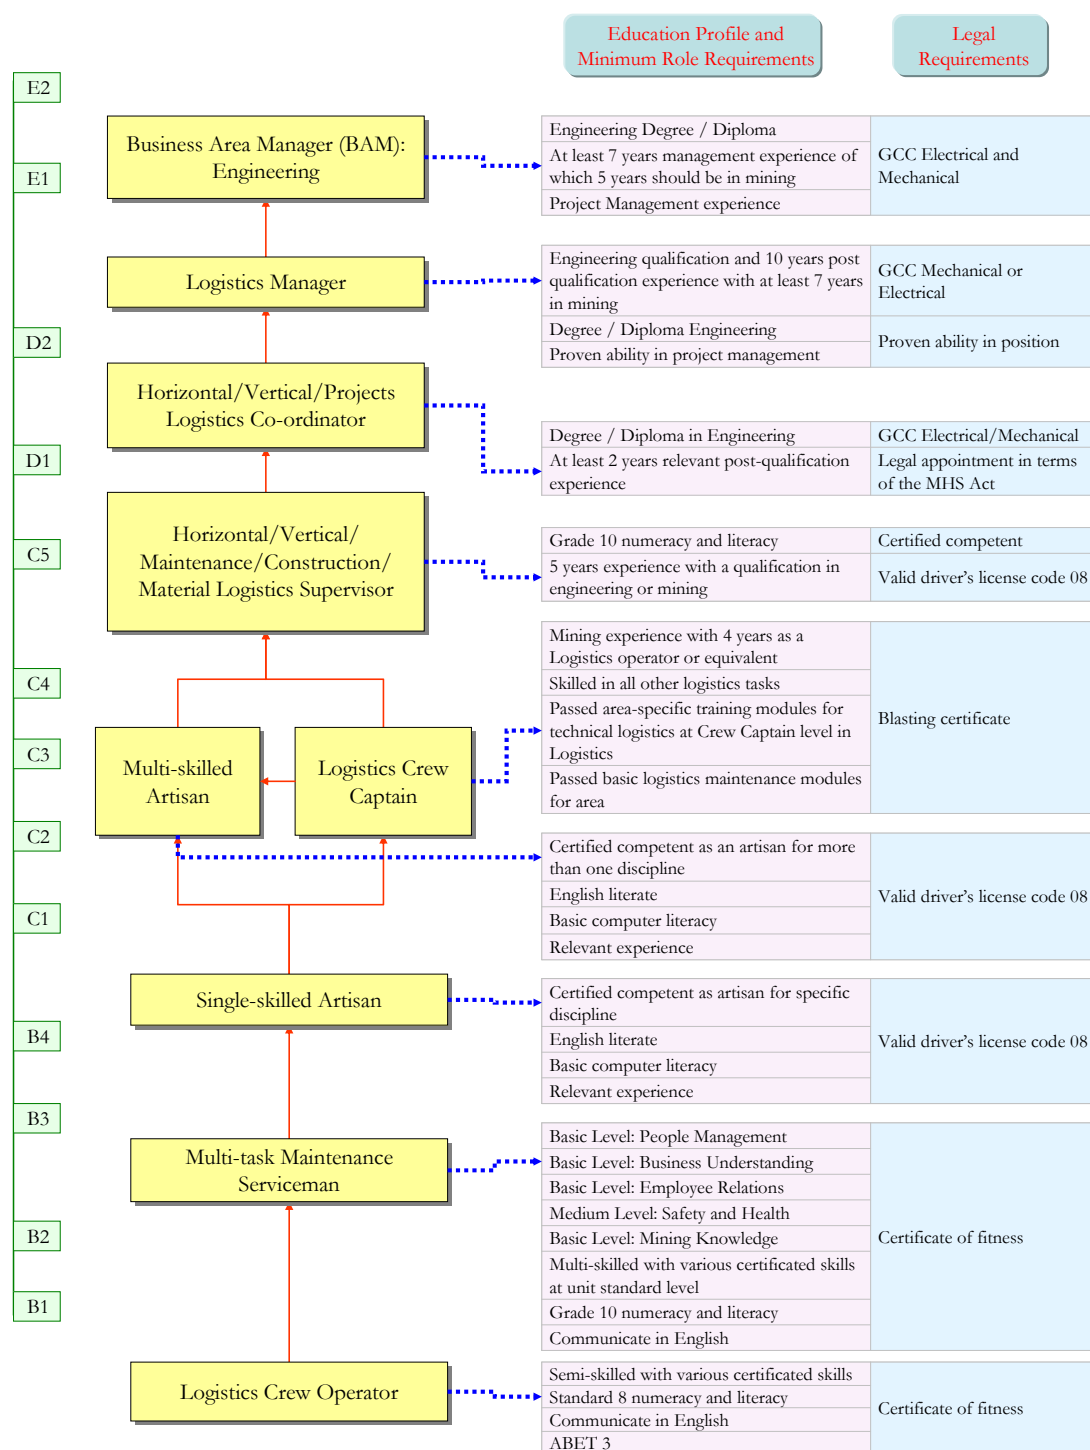 Education Profile and
Minimum Role Requirements
Legal
Requirements
E2
Business Area Manager (BAM):
Engineering
Engineering Degree / Diploma
At least 7 years management experience of
which 5 years should be in mining
Project Management experience
GCC Electrical and
Mechanical
E1
Logistics Manager
Engineering qualification and 10 years post
qualification experience with at least 7 years
in mining
GCC Mechanical or
Electrical
Degree / Diploma Engineering
Proven ability in project management
Proven ability in position
D2
Horizontal/Vertical/Projects
Logistics Co-ordinator
Degree / Diploma in Engineering
GCC Electrical/Mechanical
At least 2 years relevant post-qualification
experience
Legal appointment in terms
of the MHS Act
D1
Horizontal/Vertical/
Maintenance/Construction/
Material Logistics Supervisor
Grade 10 numeracy and literacy
Certified competent
5 years experience with a qualification in
engineering or mining
Valid driver's license code 08
C5
Mining experience with 4 years as a
Logistics operator or equivalent
Skilled in all other logistics tasks
Passed area-specific training modules for
technical logistics at Crew Captain level in
Logistics
Passed basic logistics maintenance modules
for area
Blasting certificate
C4
C3
Multi-skilled
Artisan
Logistics Crew
Captain
C2
Certified competent as an artisan for more
than one discipline
English literate
Basic computer literacy
Relevant experience
Valid driver's license code 08
C1
Single-skilled Artisan
Certified competent as artisan for specific
discipline
English literate
Basic computer literacy
Relevant experience
Valid driver's license code 08
B4
B3
Multi-task Maintenance
Serviceman
Basic Level: People Management
Basic Level: Business Understanding
Basic Level: Employee Relations
Medium Level: Safety and Health
Basic Level: Mining Knowledge
Multi-skilled with various certificated skills
at unit standard level
Grade 10 numeracy and literacy
Communicate in English
Certificate of fitness
B2
B1
Logistics Crew Operator
Semi-skilled with various certificated skills
Standard 8 numeracy and literacy
Communicate in English
ABET 3
Certificate of fitness